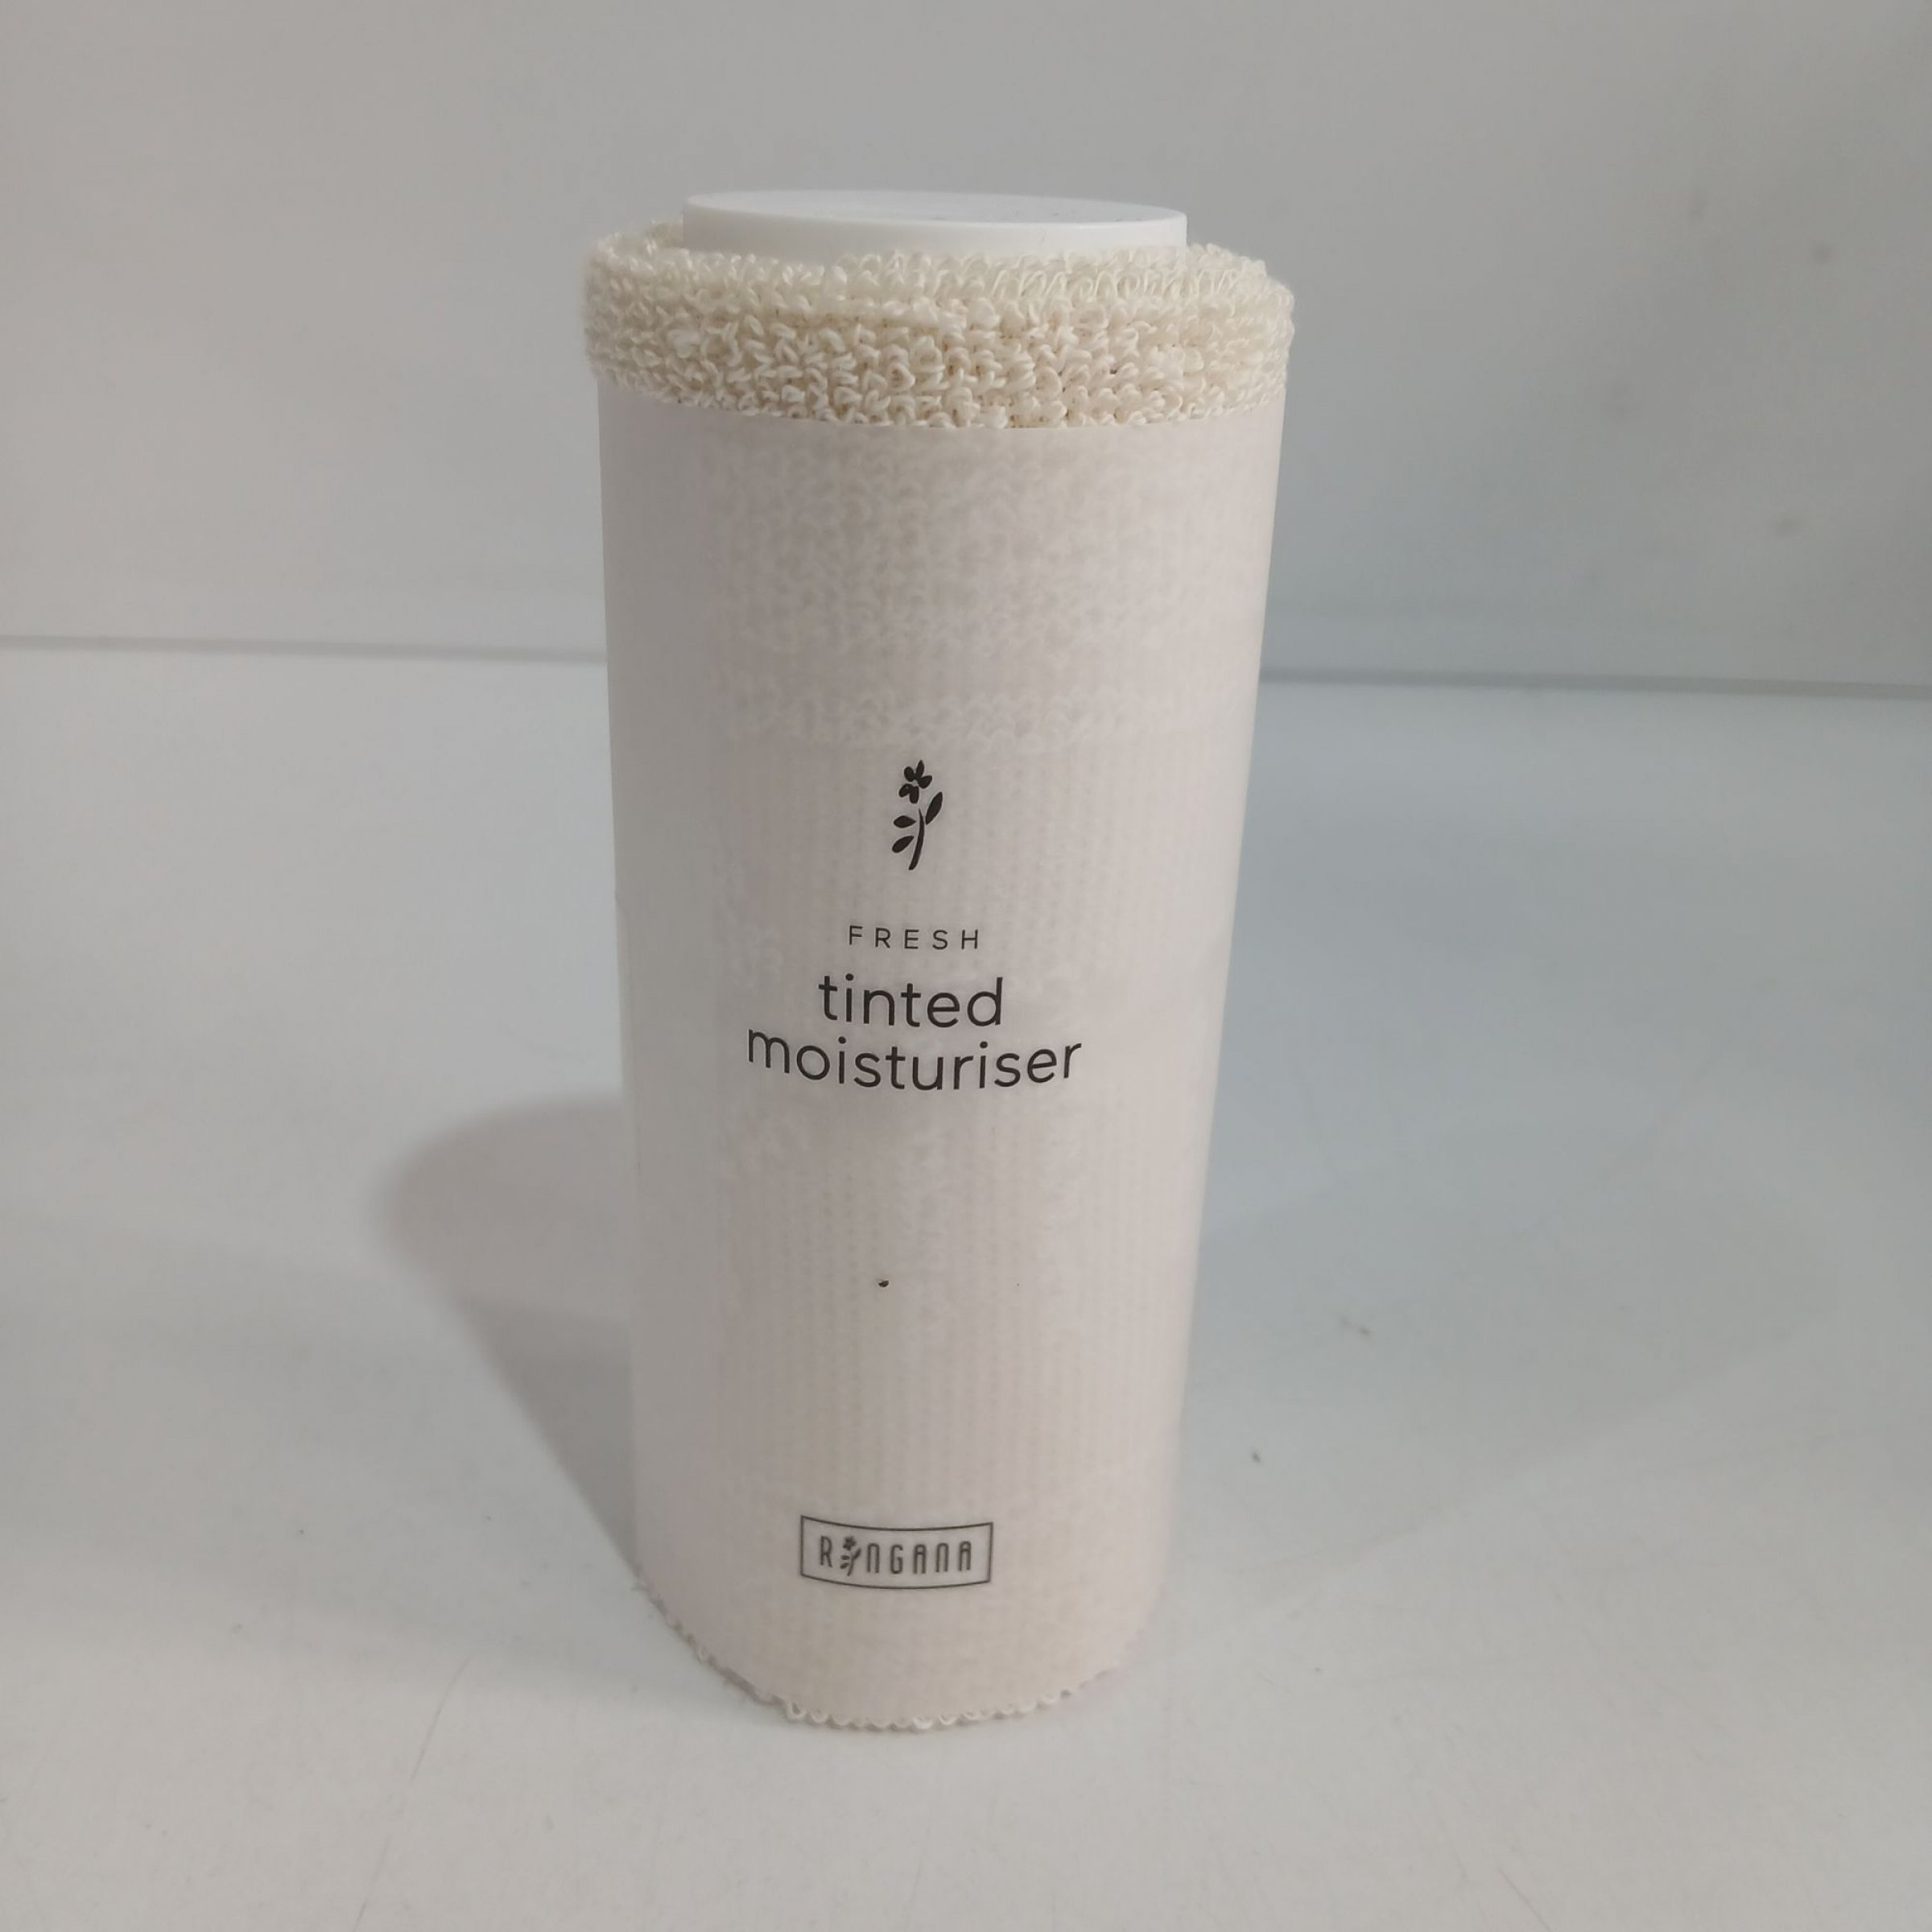 FRESH
tinted
moisturiser
RINGANA